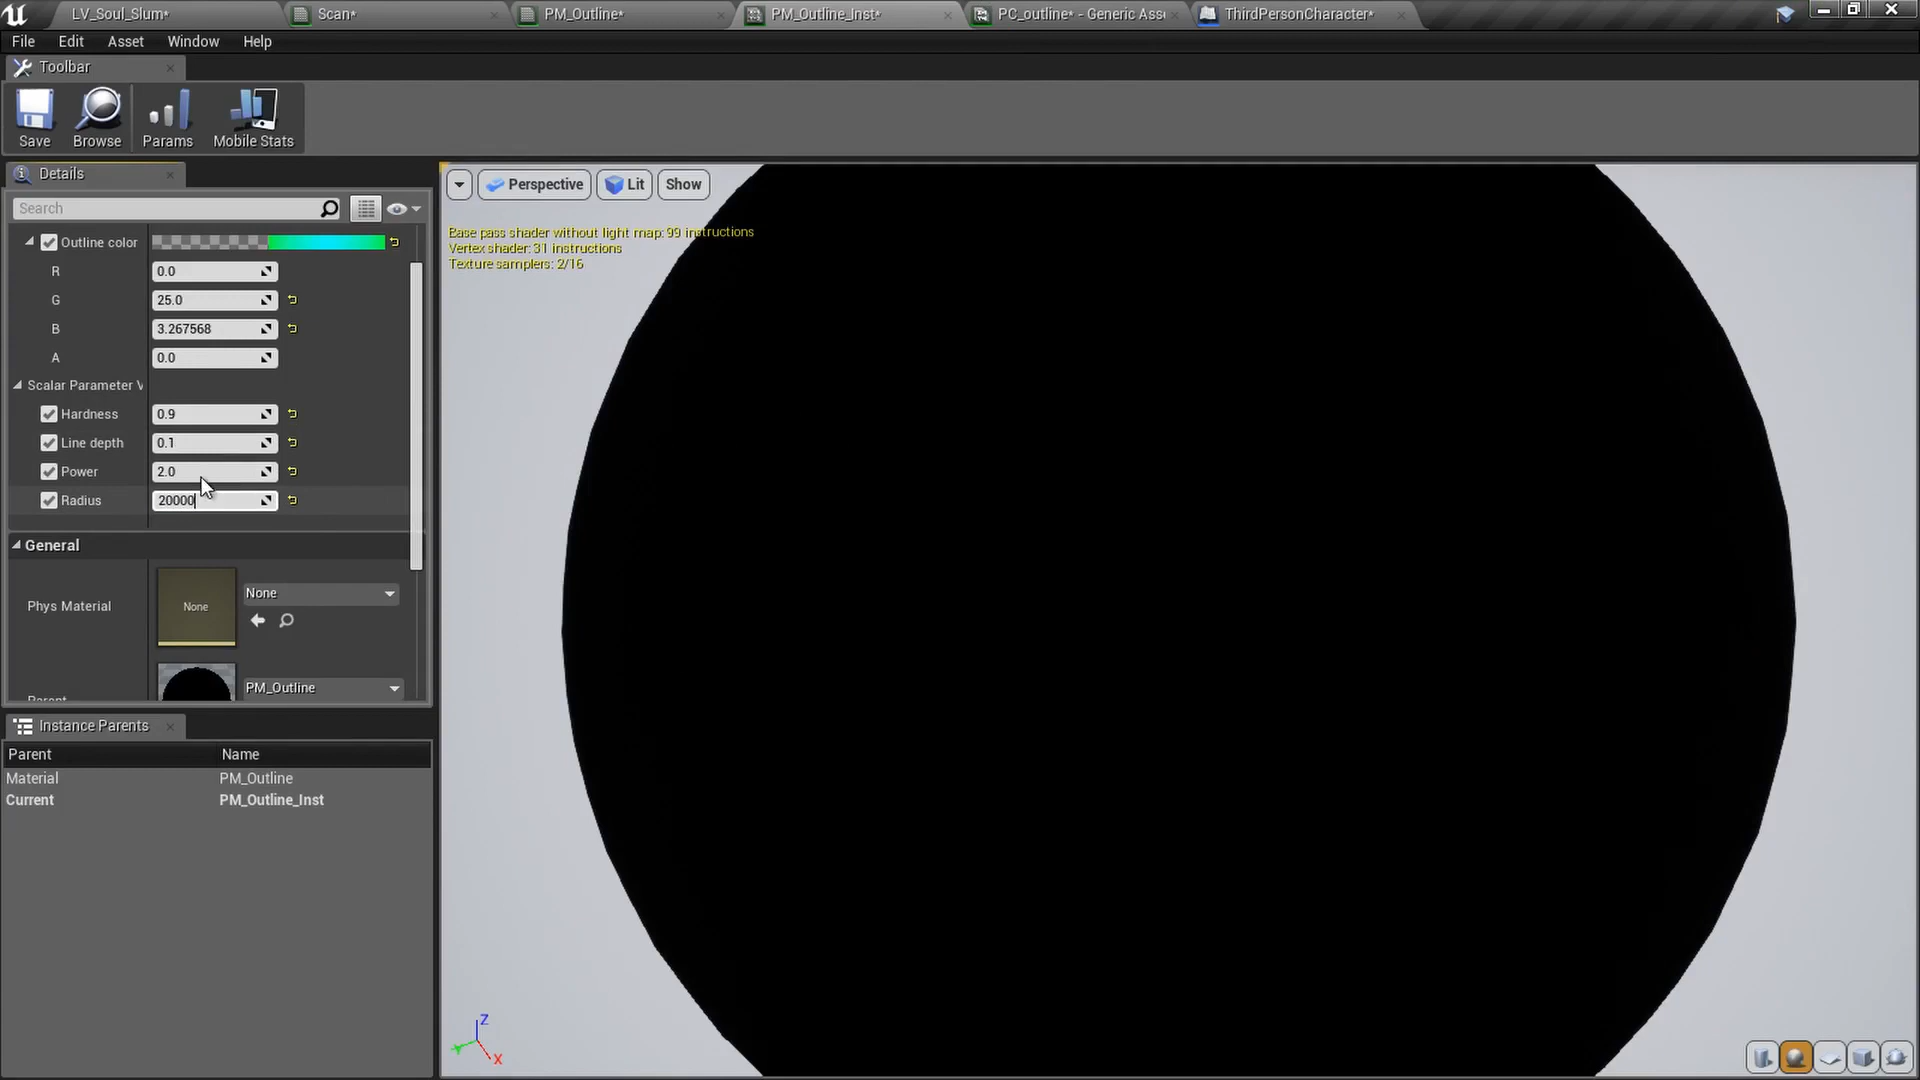 LV_Soul_Slum*
Scan*
PM_Outline*
PM_Outline_Inst*
PC_outline* - Generic Ass
ThirdPersonCharacter*
File Edit Asset Window Help
Toolbar
Save Browse Params Mobile Stats
Details
Search
Outline color
R 0.0
G 25.0
B 3.267568
A 0.0
Scalar Parameter V
Hardness 0.9
Line depth 0.1
Power 2.0
Radius 20000
General
Phys Material None None
Parent PM_Outline
Instance Parents
Parent Name
Material PM_Outline
Current PM_Outline_Inst
Perspective Lit Show
Base pass shader without light map: 99 instructions
Vertex shader: 31 instructions
Texture samplers: 2/16
Z
X